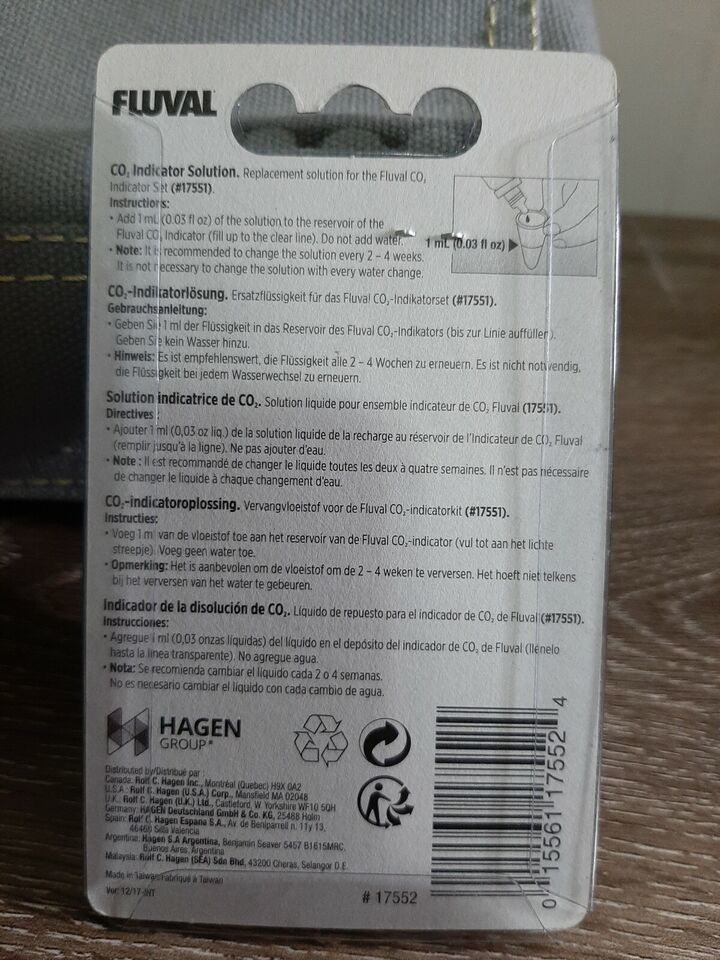 FLUVAL
CO₂ Indicator Solution. Replacement solution for the Fluval CO₂
Indicator Set (#17551).
Instructions:
• Add 1 mL (0.03 fl oz) of the solution to the reservoir of the
Fluval CO₂ Indicator (fill up to the clear line). Do not add water.
• Note: It is recommended to change the solution every 2 – 4 weeks.
It is not necessary to change the solution with every water change.
1 mL (0.03 fl oz)
CO₂-Indikatorlösung. Ersatzflüssigkeit für das Fluval CO₂-Indikatorset (#17551).
Gebrauchsanleitung:
• Geben Sie 1 ml der Flüssigkeit in das Reservoir des Fluval CO₂-Indikators (bis zur Linie auffüllen).
Geben Sie kein Wasser hinzu.
• Hinweis: Es ist empfehlenswert, die Flüssigkeit alle 2 – 4 Wochen zu erneuern. Es ist nicht notwendig,
die Flüssigkeit bei jedem Wasserwechsel zu erneuern.
Solution indicatrice de CO₂. Solution liquide pour ensemble indicateur de CO₂ Fluval (17551).
Directives :
• Ajouter 1 ml (0,03 oz liq.) de la solution liquide de la recharge au réservoir de l'Indicateur de CO₂ Fluval
(remplir jusqu'à la ligne). Ne pas ajouter d'eau.
• Note : Il est recommandé de changer le liquide toutes les deux à quatre semaines. Il n'est pas nécessaire
de changer le liquide à chaque changement d'eau.
CO₂-indicatoroplossing. Vervangvloeistof voor de Fluval CO₂-indicatorkit (#17551).
Instructies:
• Voeg 1 ml van de vloeistof toe aan het reservoir van de Fluval CO₂-indicator (vul tot aan het lichte
streepje). Voeg geen water toe.
• Opmerking: Het is aanbevolen om de vloeistof om de 2 – 4 weken te verversen. Het hoeft niet telkens
bij het verversen van het water te gebeuren.
Indicador de la disolución de CO₂. Líquido de repuesto para el indicador de CO₂ de Fluval (#17551).
Instrucciones:
• Agregue 1 ml (0,03 onzas líquidas) del líquido en el depósito del indicador de CO₂ de Fluval (llénelo
hasta la línea transparente). No agregue agua.
• Nota: Se recomienda cambiar el líquido cada 2 o 4 semanas.
No es necesario cambiar el líquido con cada cambio de agua.
HAGEN
GROUP®
Distributed by/Distribué par :
Canada: Rolf C. Hagen Inc., Montréal (Quebec) H9X 0A2
U.S.A.: Rolf C. Hagen (U.S.A.) Corp., Mansfield MA 02048
U.K.: Rolf C. Hagen (U.K.) Ltd., Castleford, W. Yorkshire WF10 5QH
Germany: HAGEN Deutschland GmbH & Co. KG, 25488 Holm
Spain: Rolf C. Hagen Espana S.A., Av. de Beniparrell n. 11 y 13,
46460 Silla Valencia
Argentina: Hagen S.A Argentina, Benjamin Seaver 5457 B1615MRC,
Buenos Aires, Argentina
Malaysia: Rolf C. Hagen (SEA) Sdn Bhd, 43200 Cheras, Selangor D.E.
Made in Taiwan/Fabriqué à Taiwan
Ver: 12/17-INT
# 17552
0 15561 17552 4